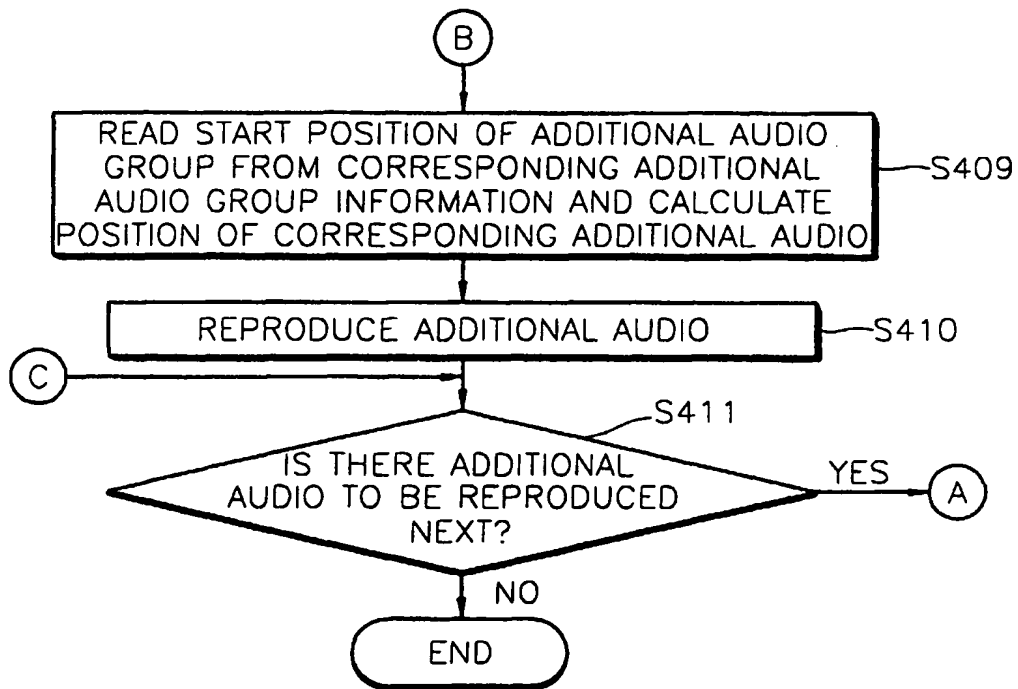 B
READ START POSITION OF ADDITIONAL AUDIO
GROUP FROM CORRESPONDING ADDITIONAL
AUDIO GROUP INFORMATION AND CALCULATE
POSITION OF CORRESPONDING ADDITIONAL AUDIO
S409
REPRODUCE ADDITIONAL AUDIO
S410
C
S411
IS THERE ADDITIONAL
AUDIO TO BE REPRODUCED
NEXT?
YES
A
NO
END